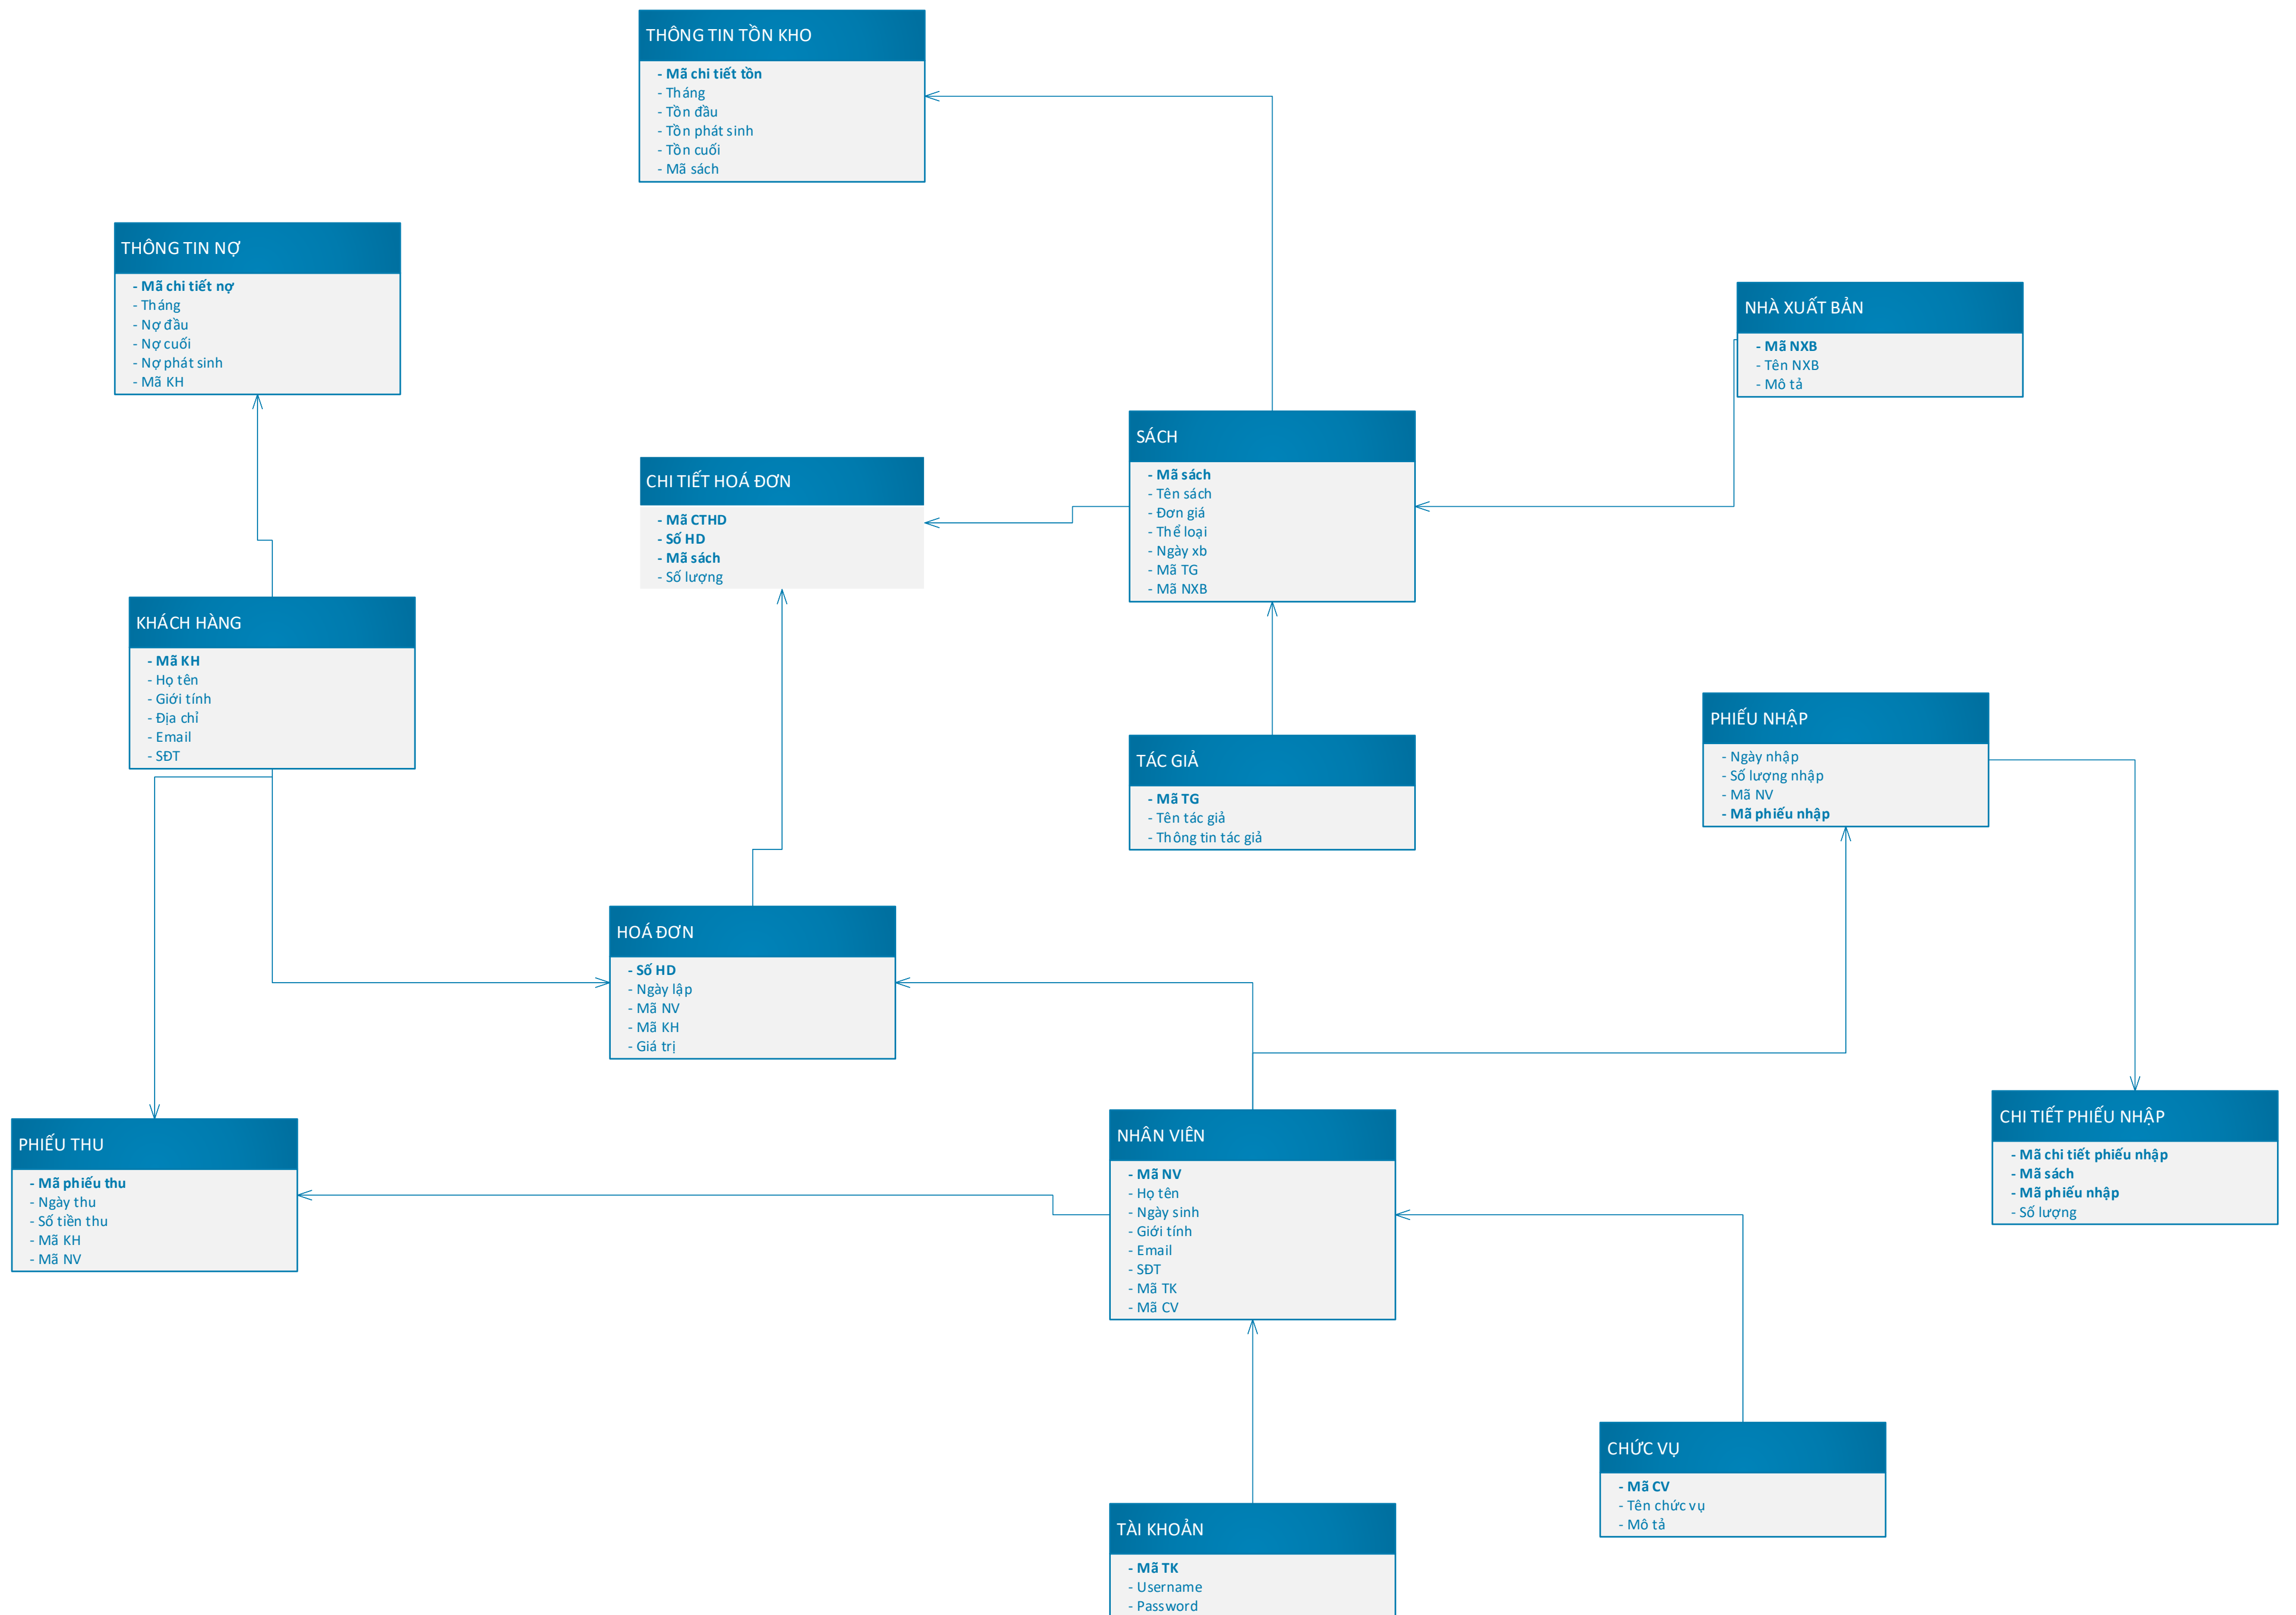 THÔNG TIN TỒN KHO
- Mã chi tiết tồn
- Tháng
- Tồn đầu
- Tồn phát sinh
- Tồn cuối
- Mã sách
THÔNG TIN NỢ
- Mã chi tiết nợ
- Tháng
- Nợ đầu
- Nợ cuối
- Nợ phát sinh
- Mã KH
NHÀ XUẤT BẢN
- Mã NXB
- Tên NXB
- Mô tả
SÁCH
- Mã sách
- Tên sách
- Đơn giá
- Thể loại
- Ngày xb
- Mã TG
- Mã NXB
CHI TIẾT HOÁ ĐƠN
- Mã CTHD
- Số HD
- Mã sách
- Số lượng
KHÁCH HÀNG
- Mã KH
- Họ tên
- Giới tính
- Địa chỉ
- Email
- SĐT
PHIẾU NHẬP
- Ngày nhập
- Số lượng nhập
- Mã NV
- Mã phiếu nhập
TÁC GIẢ
- Mã TG
- Tên tác giả
- Thông tin tác giả
HOÁ ĐƠN
- Số HD
- Ngày lập
- Mã NV
- Mã KH
- Giá trị
CHI TIẾT PHIẾU NHẬP
- Mã chi tiết phiếu nhập
- Mã sách
- Mã phiếu nhập
- Số lượng
NHÂN VIÊN
- Mã NV
- Họ tên
- Ngày sinh
- Giới tính
- Email
- SĐT
- Mã TK
- Mã CV
PHIẾU THU
- Mã phiếu thu
- Ngày thu
- Số tiền thu
- Mã KH
- Mã NV
CHỨC VỤ
- Mã CV
- Tên chức vụ
- Mô tả
TÀI KHOẢN
- Mã TK
- Username
- Password